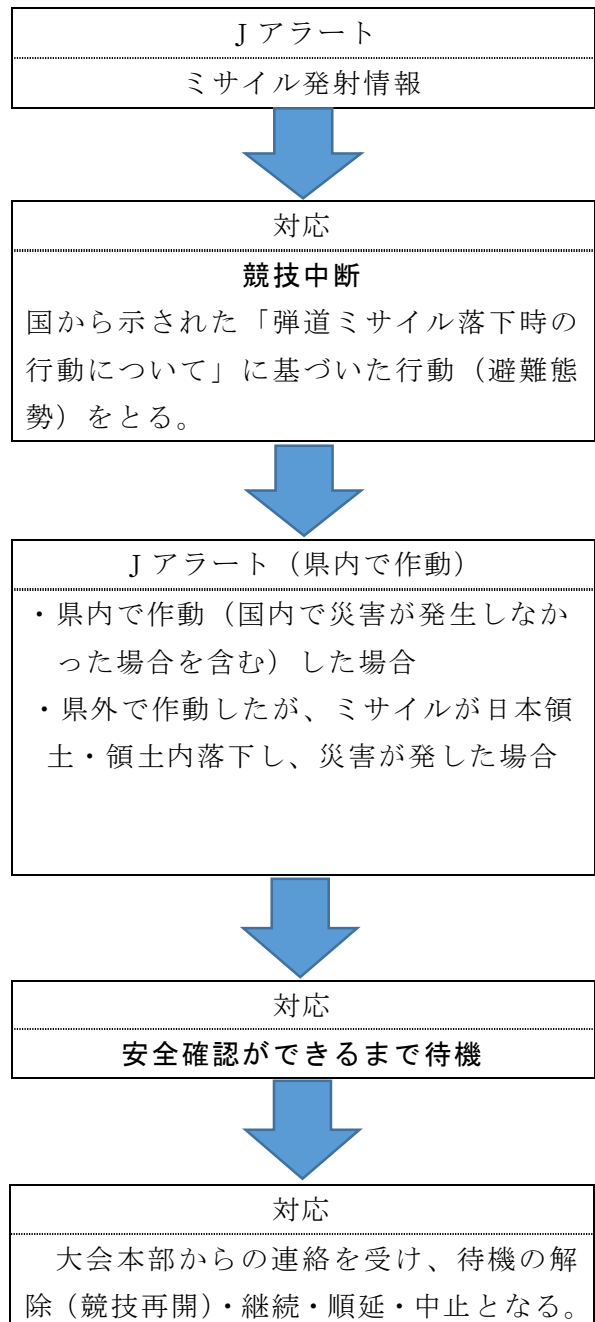 Jアラート
ミサイル発射情報
対応
競技中断
国から示された「弾道ミサイル落下時の
行動について」に基づいた行動（避難態
勢）をとる。
Jアラート（県内で作動）
・県内で作動（国内で災害が発生しなか
った場合を含む）した場合
・県外で作動したが、ミサイルが日本領
土・領土内落下し、災害が発した場合
対応
安全確認ができるまで待機
対応
大会本部からの連絡を受け、待機の解
除（競技再開）・継続・順延・中止となる。